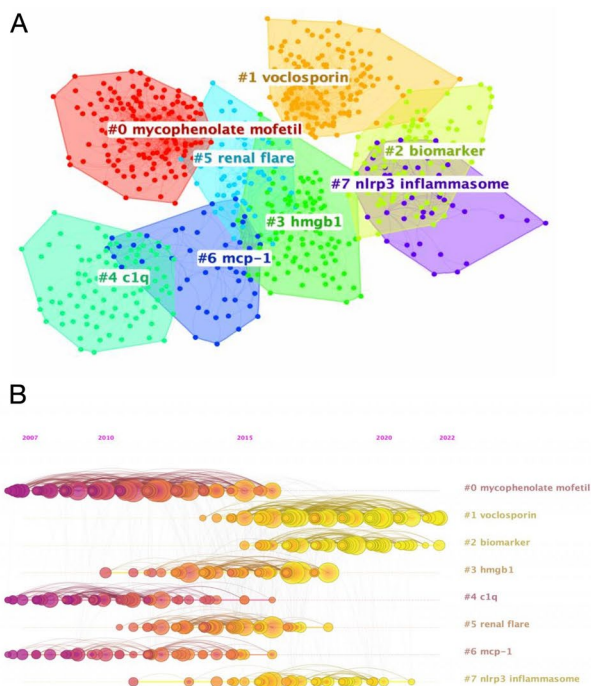 A
#1 voclosporin
#0 mycophenolate mofetil
#2 biomarker
#5 renal flare
#7 nlrp3 inflammasome
#3 hmgb1
#6 mcp-1
#4 c1q
B
2007 2010 2015 2020 2022
#0 mycophenolate mofetil
#1 voclosporin
#2 biomarker
#3 hmgb1
#4 c1q
#5 renal flare
#6 mcp-1
#7 nlrp3 inflammasome